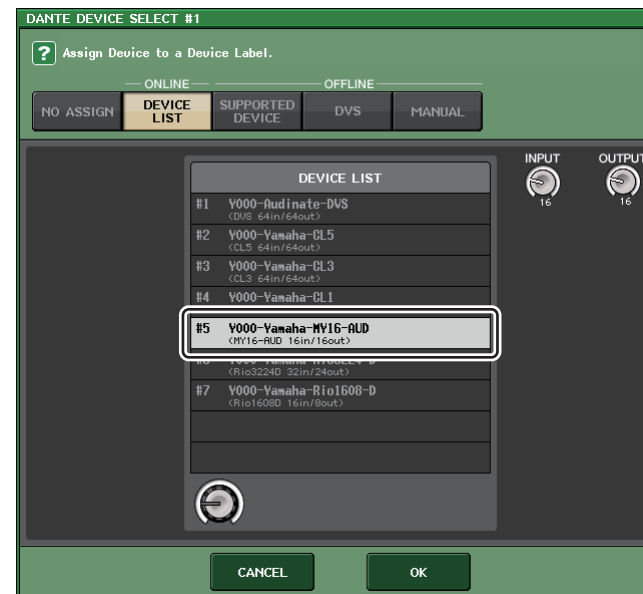 DANTE DEVICE SELECT #1
? Assign Device to a Device Label.
ONLINE
OFFLINE
NO ASSIGN
DEVICE LIST
SUPPORTED DEVICE
DVS
MANUAL
DEVICE LIST
#1 Y000-Audinate-DVS
(DVS 64in/64out)
#2 Y000-Yamaha-CL5
(CL5 64in/64out)
#3 Y000-Yamaha-CL3
(CL3 64in/64out)
#4 Y000-Yamaha-CL1
#5 Y000-Yamaha-MY16-AUD
(MY16-AUD 16in/16out)
(Rio3224D 32in/24out)
#7 Y000-Yamaha-Rio1608-D
(Rio1608D 16in/8out)
INPUT
16
OUTPUT
16
CANCEL
OK